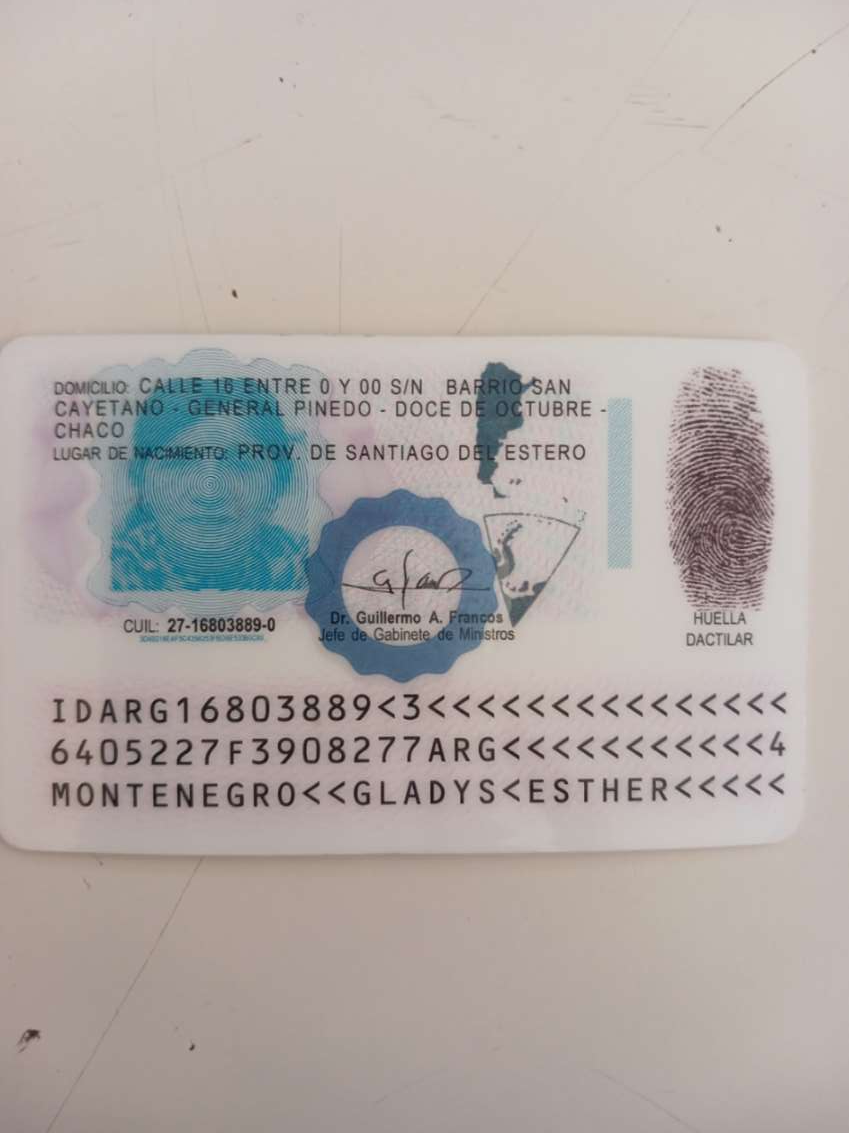 DOMICILIO: CALLE 16 ENTRE 0 Y 00 S/N BARRIO SAN
CAYETANO - GENERAL PINEDO - DOCE DE OCTUBRE -
CHACO
LUGAR DE NACIMIENTO: PROV. DE SANTIAGO DEL ESTERO
CUIL: 27-16803889-0
Dr. Guillermo A. Francos
Jefe de Gabinete de Ministros
HUELLA
DACTILAR
IDARG16803889<3<<<<<<<<<<<<<<<
6405227F3908277ARG<<<<<<<<<<<4
MONTENEGRO<<GLADYS<ESTHER<<<<<